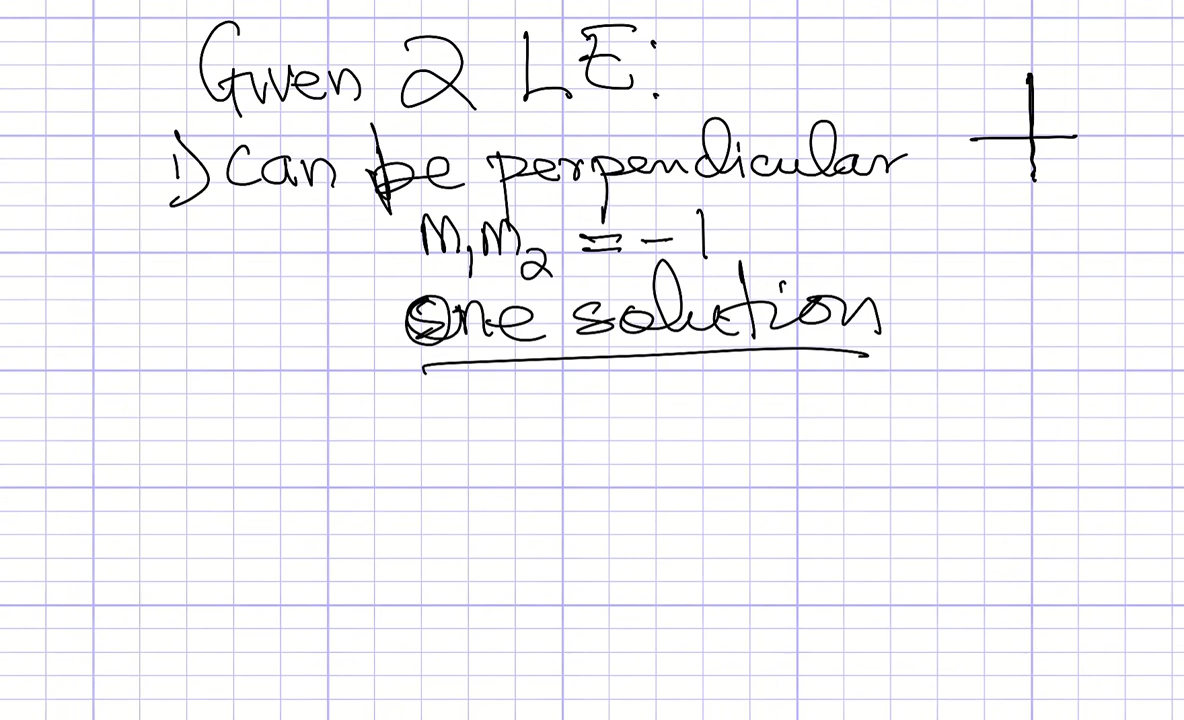 Given 2 LE:
1) can be perpendicular
m₁m₂ = -1
one solution